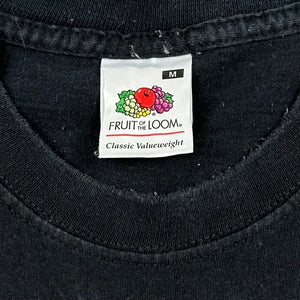 M
FRUIT OF THE LOOM®
Classic Valueweight